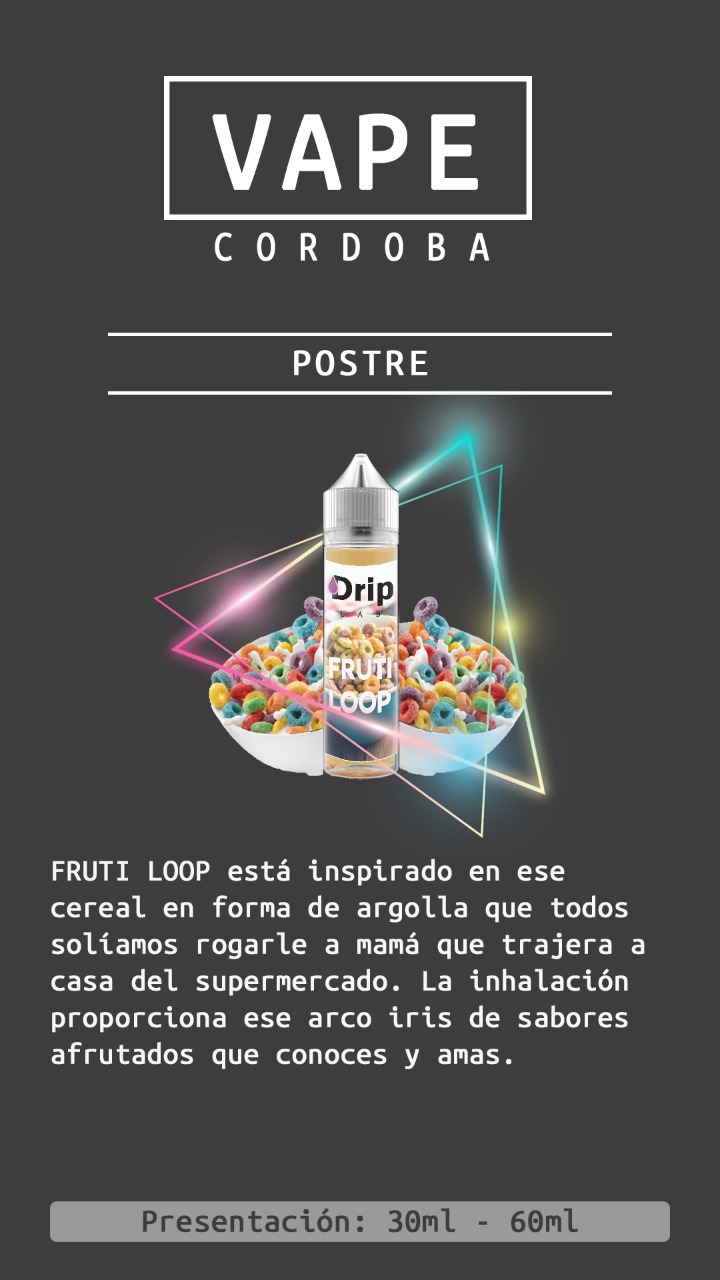 VAPE
CORDOBA
POSTRE
Drip
LAB
FRUTI
LOOP
FRUTI LOOP está inspirado en ese
cereal en forma de argolla que todos
solíamos rogarle a mamá que trajera a
casa del supermercado. La inhalación
proporciona ese arco iris de sabores
afrutados que conoces y amas.
Presentación: 30ml - 60ml